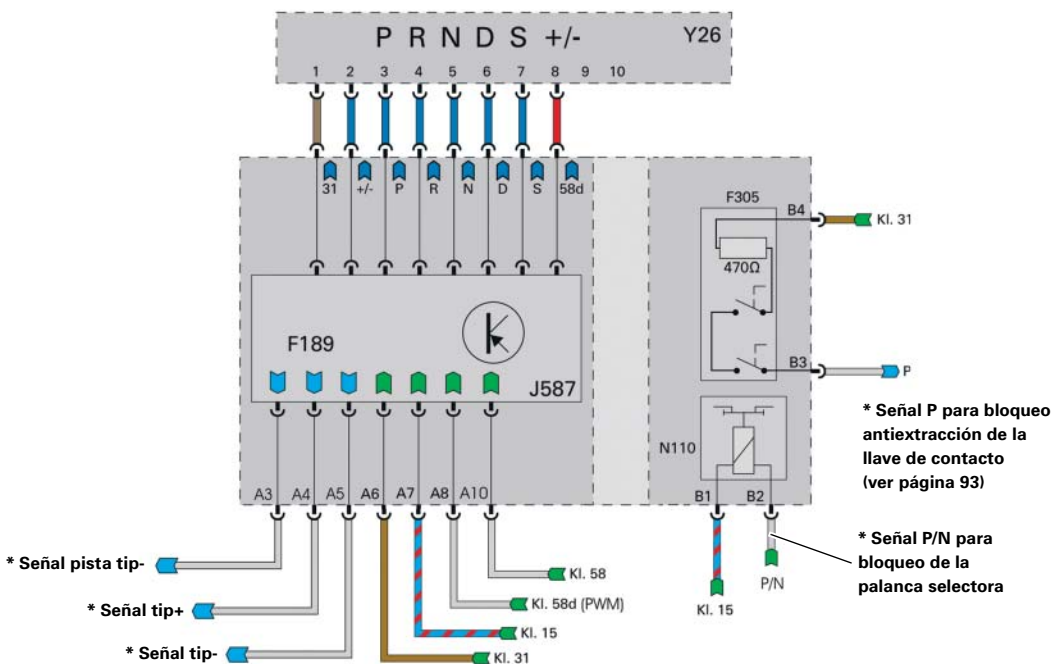 P R N D S +/- Y26
1 2 3 4 5 6 7 8 9 10
31 +/- P R N D S 58d
F305
B4
Kl. 31
470Ω
F189
J587
B3
P
* Señal P para bloqueo
antiextracción de la
llave de contacto
(ver página 93)
N110
A3 A4 A5 A6 A7 A8 A10
B1 B2
* Señal P/N para
bloqueo de la
palanca selectora
* Señal pista tip-
Kl. 58
P/N
Kl. 15
* Señal tip+
Kl. 58d (PWM)
Kl. 15
* Señal tip-
Kl. 31